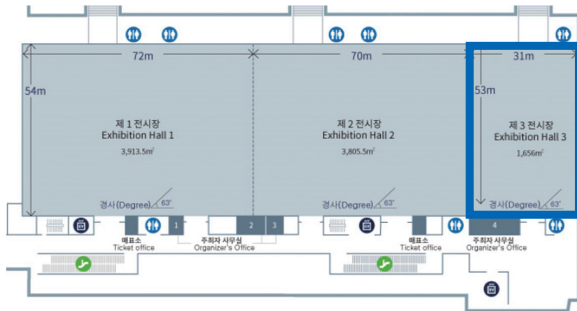 72m
70m
31m
54m
53m
제 1 전시장
Exhibition Hall 1
3,913.5㎡
제 2 전시장
Exhibition Hall 2
3,805.5㎡
제 3 전시장
Exhibition Hall 3
1,656㎡
경사(Degree) 63°
경사(Degree) 63°
경사(Degree) 63°
1
2
3
4
매표소
Ticket office
주최자 사무실
Organizer's Office
매표소
Ticket office
주최자 사무실
Organizer's Office